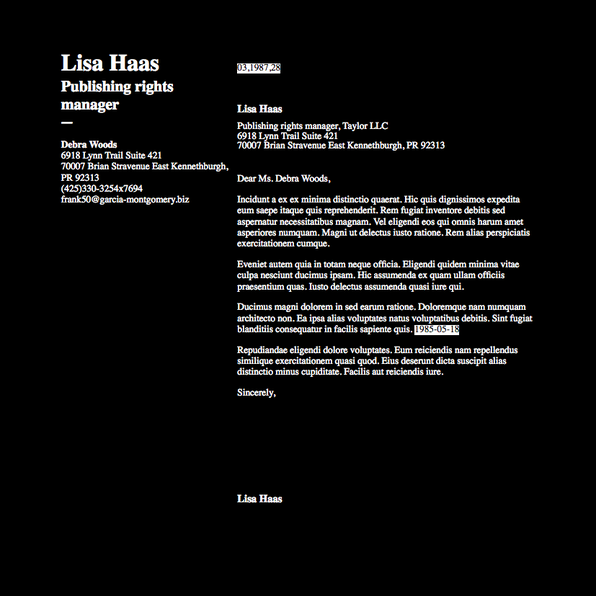 Lisa Haas
Publishing rights
manager
Debra Woods
6918 Lynn Trail Suite 421
70007 Brian Stravenue East Kennethburgh,
PR 92313
(425)330-3254x7694
frank50@garcia-montgomery.biz
03,1987,28
Lisa Haas
Publishing rights manager, Taylor LLC
6918 Lynn Trail Suite 421
70007 Brian Stravenue East Kennethburgh, PR 92313
Dear Ms. Debra Woods,
Incidunt a ex ex minima distinctio quaerat. Hic quis dignissimos expedita
eum saepe itaque quis reprehenderit. Rem fugiat inventore debitis sed
aspernatur necessitatibus magnam. Vel eligendi eos qui omnis harum amet
asperiores numquam. Magni ut delectus iusto ratione. Rem alias perspiciatis
exercitationem cumque.
Eveniet autem quia in totam neque officia. Eligendi quidem minima vitae
culpa nesciunt ducimus ipsam. Hic assumenda ex quam ullam officiis
praesentium quas. Iusto delectus assumenda quasi iure qui.
Ducimus magni dolorem in sed earum ratione. Doloremque nam numquam
architecto non. Ea ipsa alias voluptates natus voluptatibus debitis. Sint fugiat
blanditiis consequatur in facilis sapiente quis. 1985-05-18
Repudiandae eligendi dolore voluptates. Eum reiciendis nam repellendus
similique exercitationem quasi quod. Eius deserunt dicta suscipit alias
distinctio minus cupiditate. Facilis aut reiciendis iure.
Sincerely,
Lisa Haas